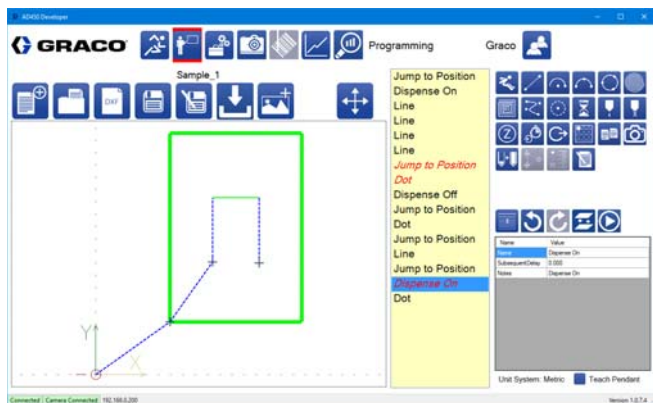 AD450 Developer
GRACO
Programming
Graco
Sample_1
DXF
Jump to Position
Dispense On
Line
Line
Line
Line
Jump to Position
Dot
Dispense Off
Jump to Position
Dot
Jump to Position
Line
Jump to Position
Dispense On
Dot
Y
X
Z
Name Value
Name Dispense On
SubsequentDelay 0.000
Notes Dispense On
Unit System: Metric Teach Pendant
Connected Camera Connected 192.168.0.200 Version 1.0.7.4